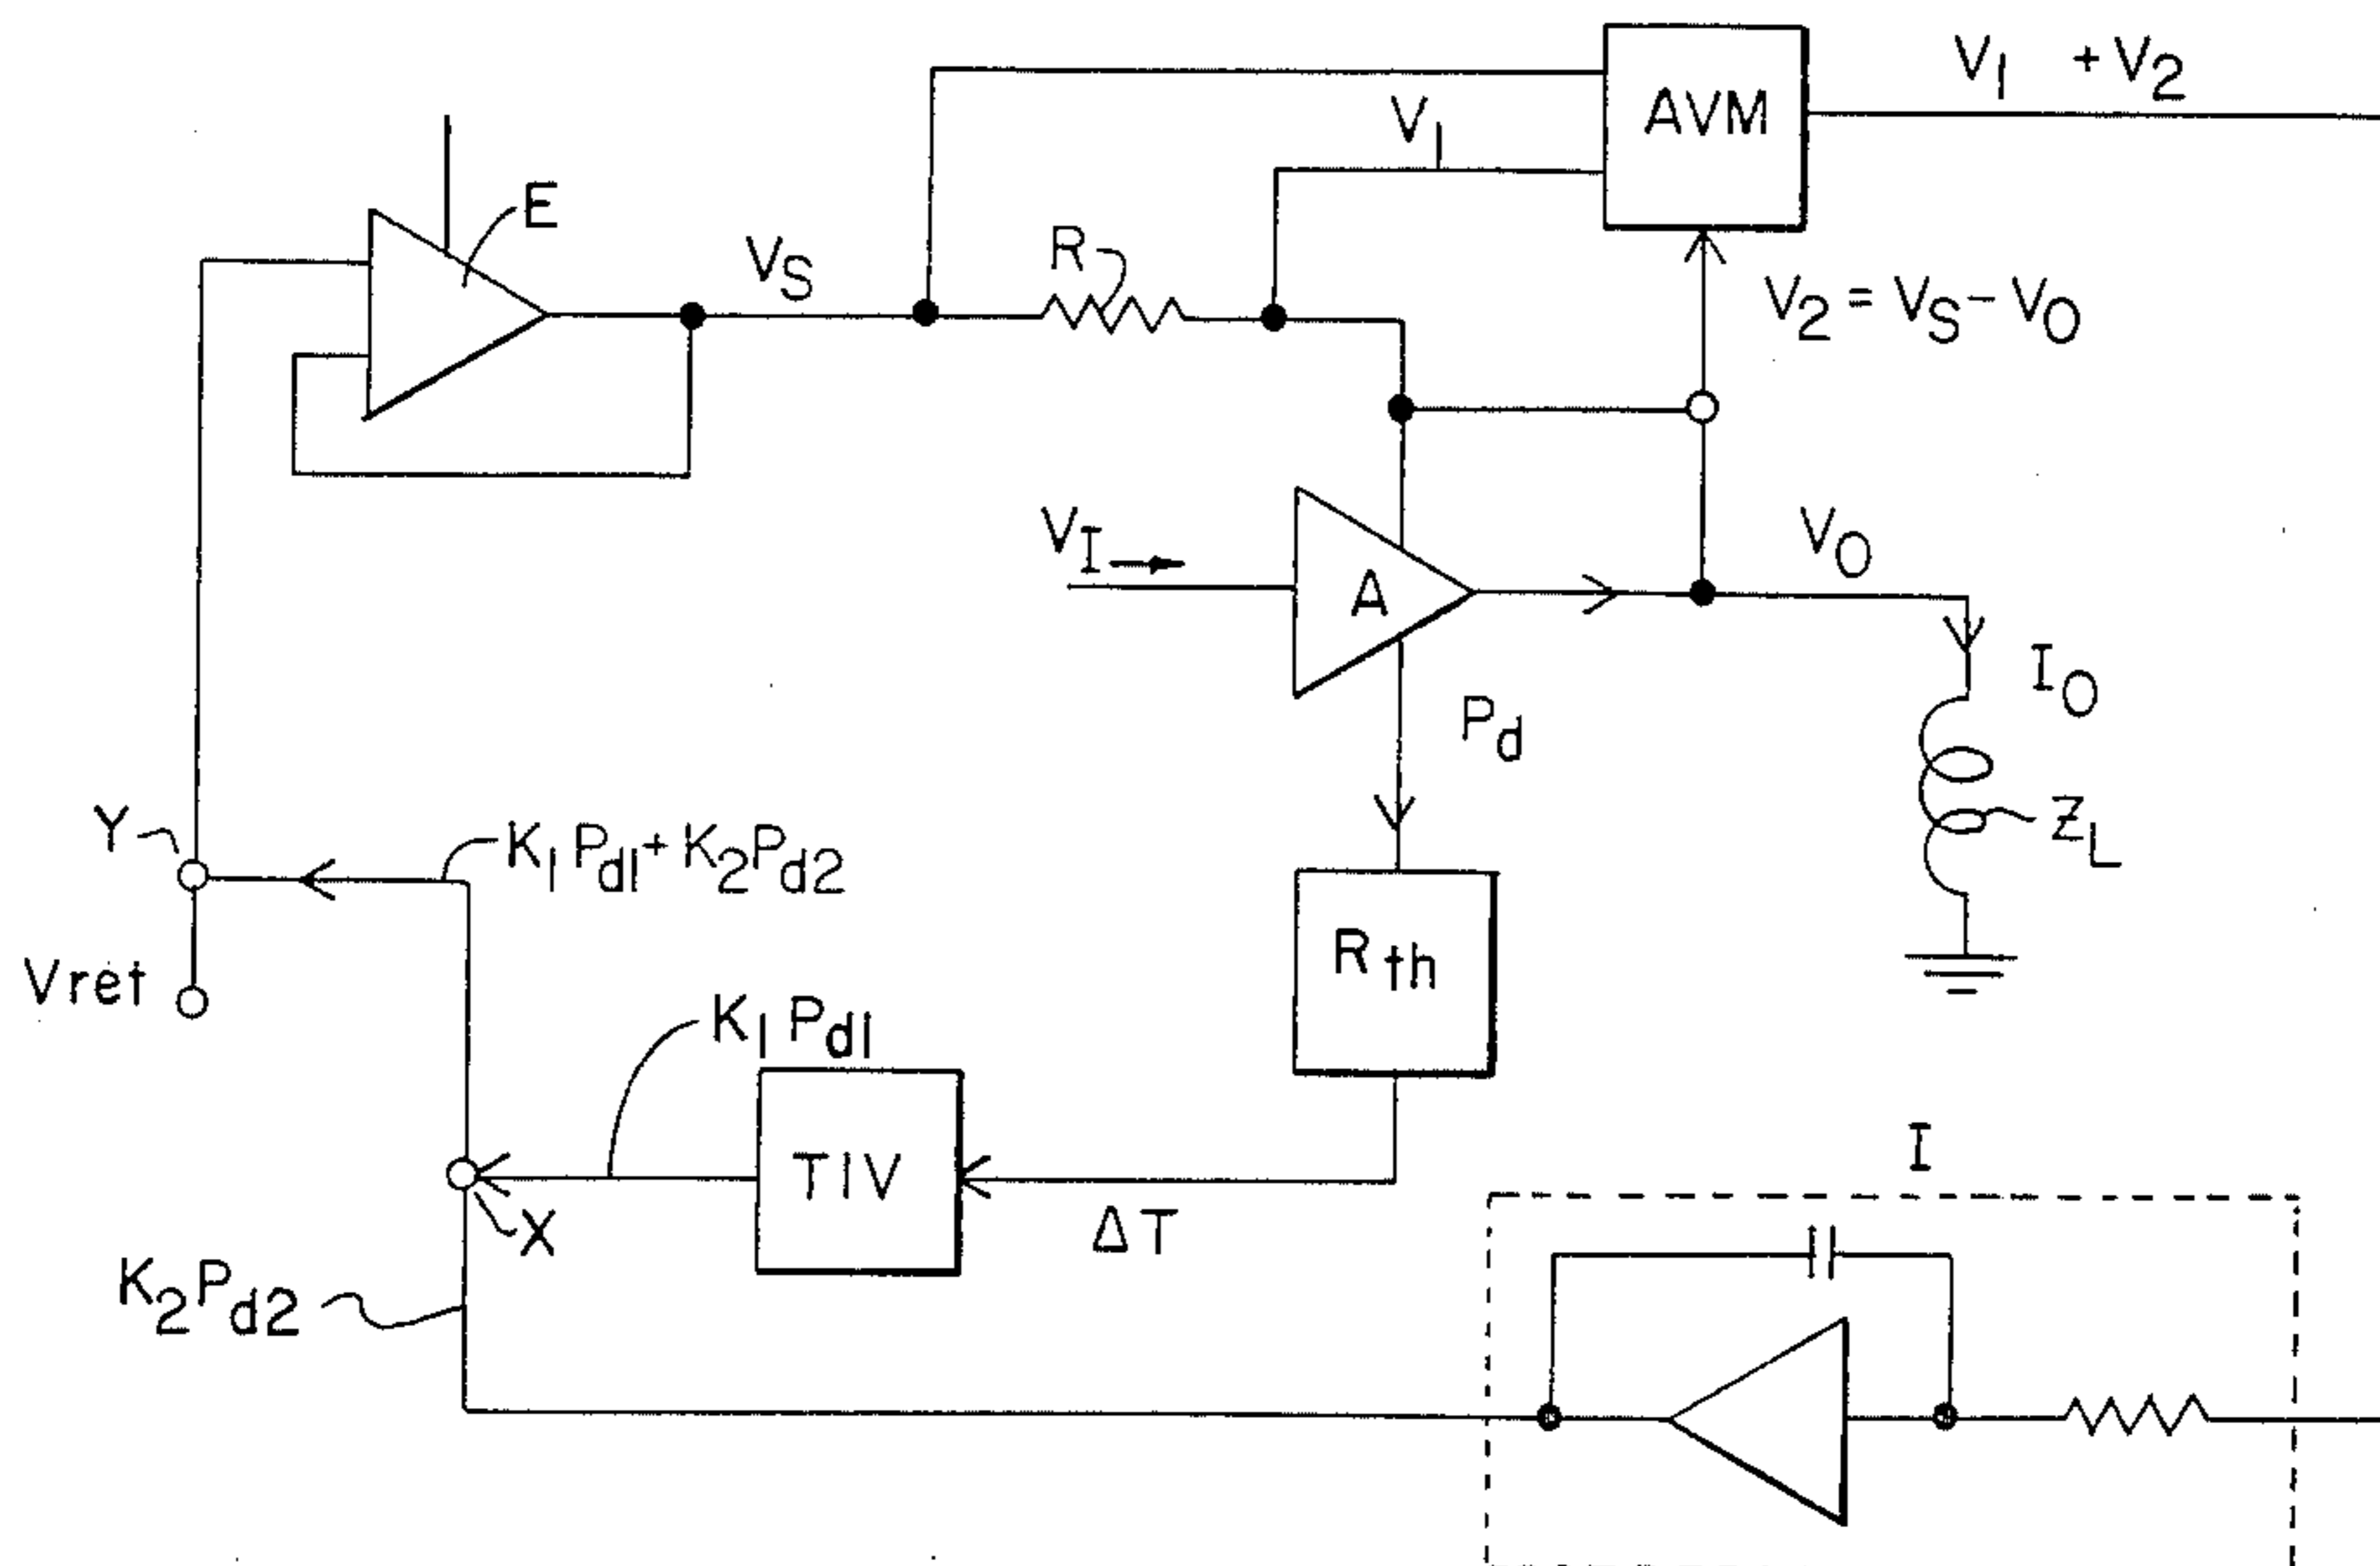 V1 + V2
AVM
V1
E
VS
R
V2 = VS - VO
VI
A
VO
IO
Pd
ZL
Y
K1Pd1 + K2Pd2
Rth
Vret
K1Pd1
I
TIV
X
ΔT
K2Pd2